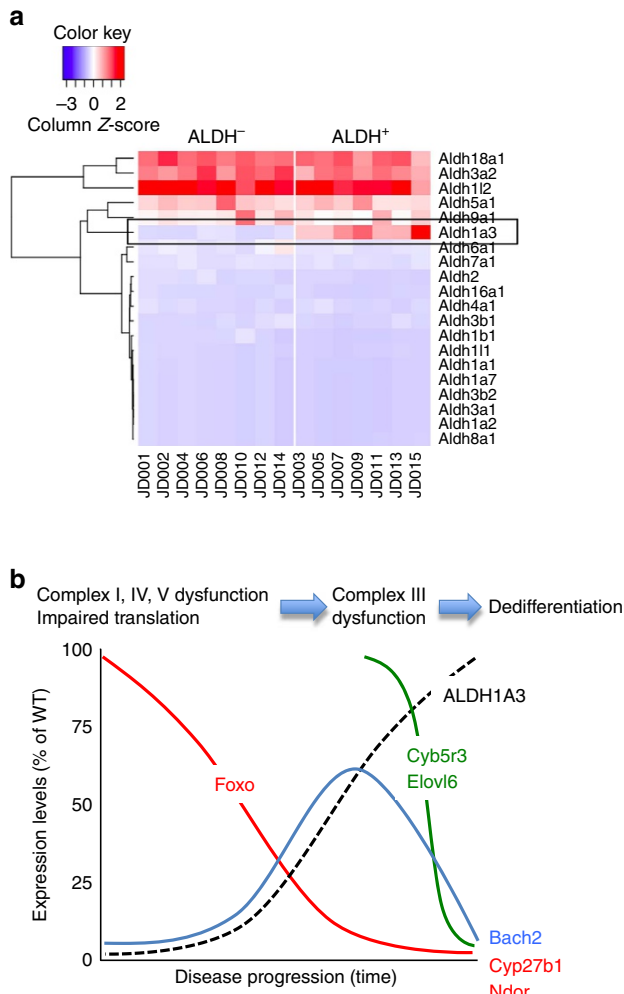 a
Color key
−3 0 2
Column Z-score
ALDH− ALDH+
Aldh18a1
Aldh3a2
Aldh1l2
Aldh5a1
Aldh9a1
Aldh1a3
Aldh6a1
Aldh7a1
Aldh2
Aldh16a1
Aldh4a1
Aldh3b1
Aldh1b1
Aldh1l1
Aldh1a1
Aldh1a7
Aldh3b2
Aldh3a1
Aldh1a2
Aldh8a1
JD001
JD002
JD004
JD006
JD008
JD010
JD012
JD014
JD003
JD005
JD007
JD009
JD011
JD013
JD015
b
Complex I, IV, V dysfunction
Impaired translation
Complex III
dysfunction
Dedifferentiation
Expression levels (% of WT)
100
75
50
25
0
ALDH1A3
Cyb5r3
Elovl6
Foxo
Bach2
Cyp27b1
Ndor
Disease progression (time)